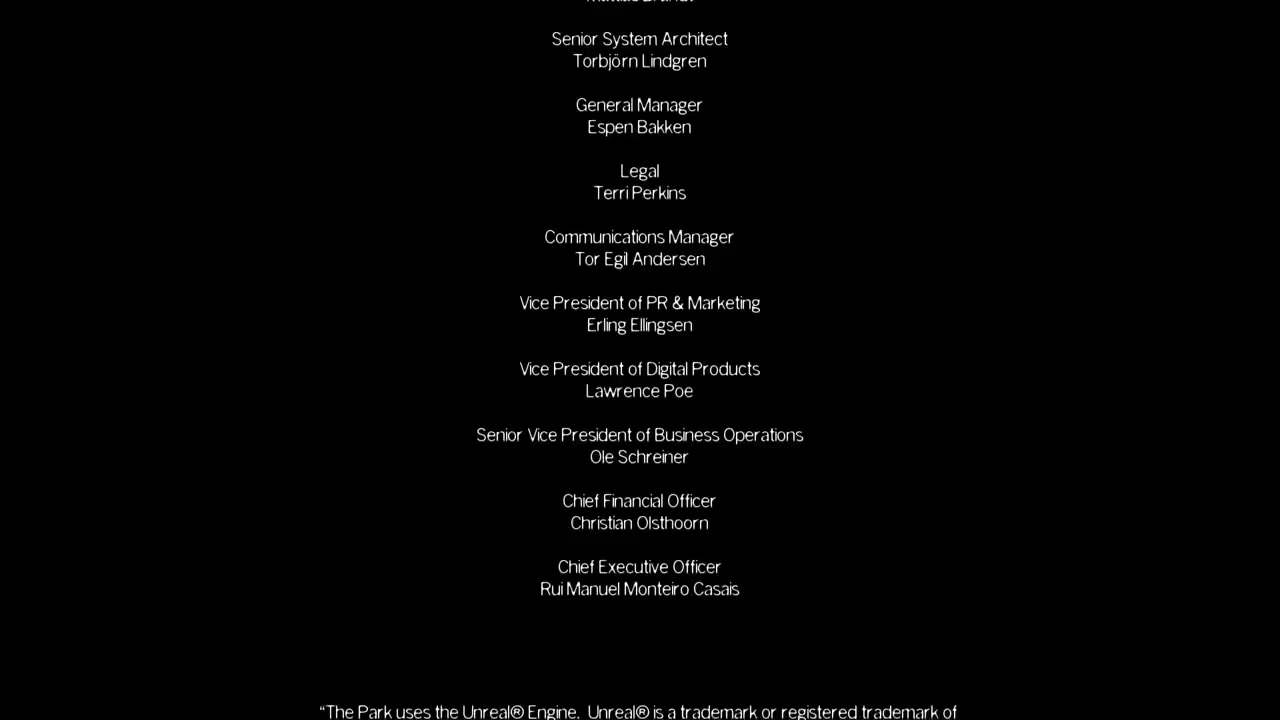 Senior System Architect
Torbjörn Lindgren
General Manager
Espen Bakken
Legal
Terri Perkins
Communications Manager
Tor Egil Andersen
Vice President of PR & Marketing
Erling Ellingsen
Vice President of Digital Products
Lawrence Poe
Senior Vice President of Business Operations
Ole Schreiner
Chief Financial Officer
Christian Olsthoorn
Chief Executive Officer
Rui Manuel Monteiro Casais
“The Park uses the Unreal® Engine.  Unreal® is a trademark or registered trademark of